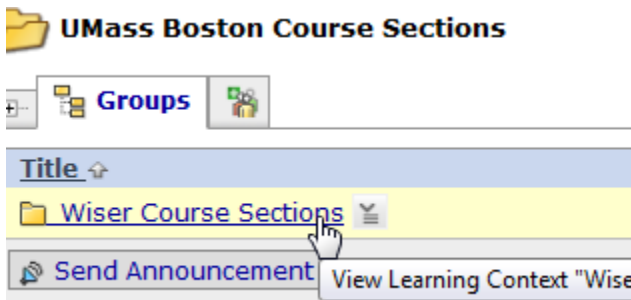 UMass Boston Course Sections
Groups
Title
Wiser Course Sections
Send Announcement
View Learning Context "Wise